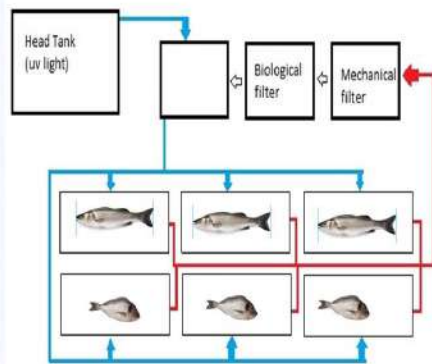 Head Tank
(uv light)
Biological
filter
Mechanical
filter